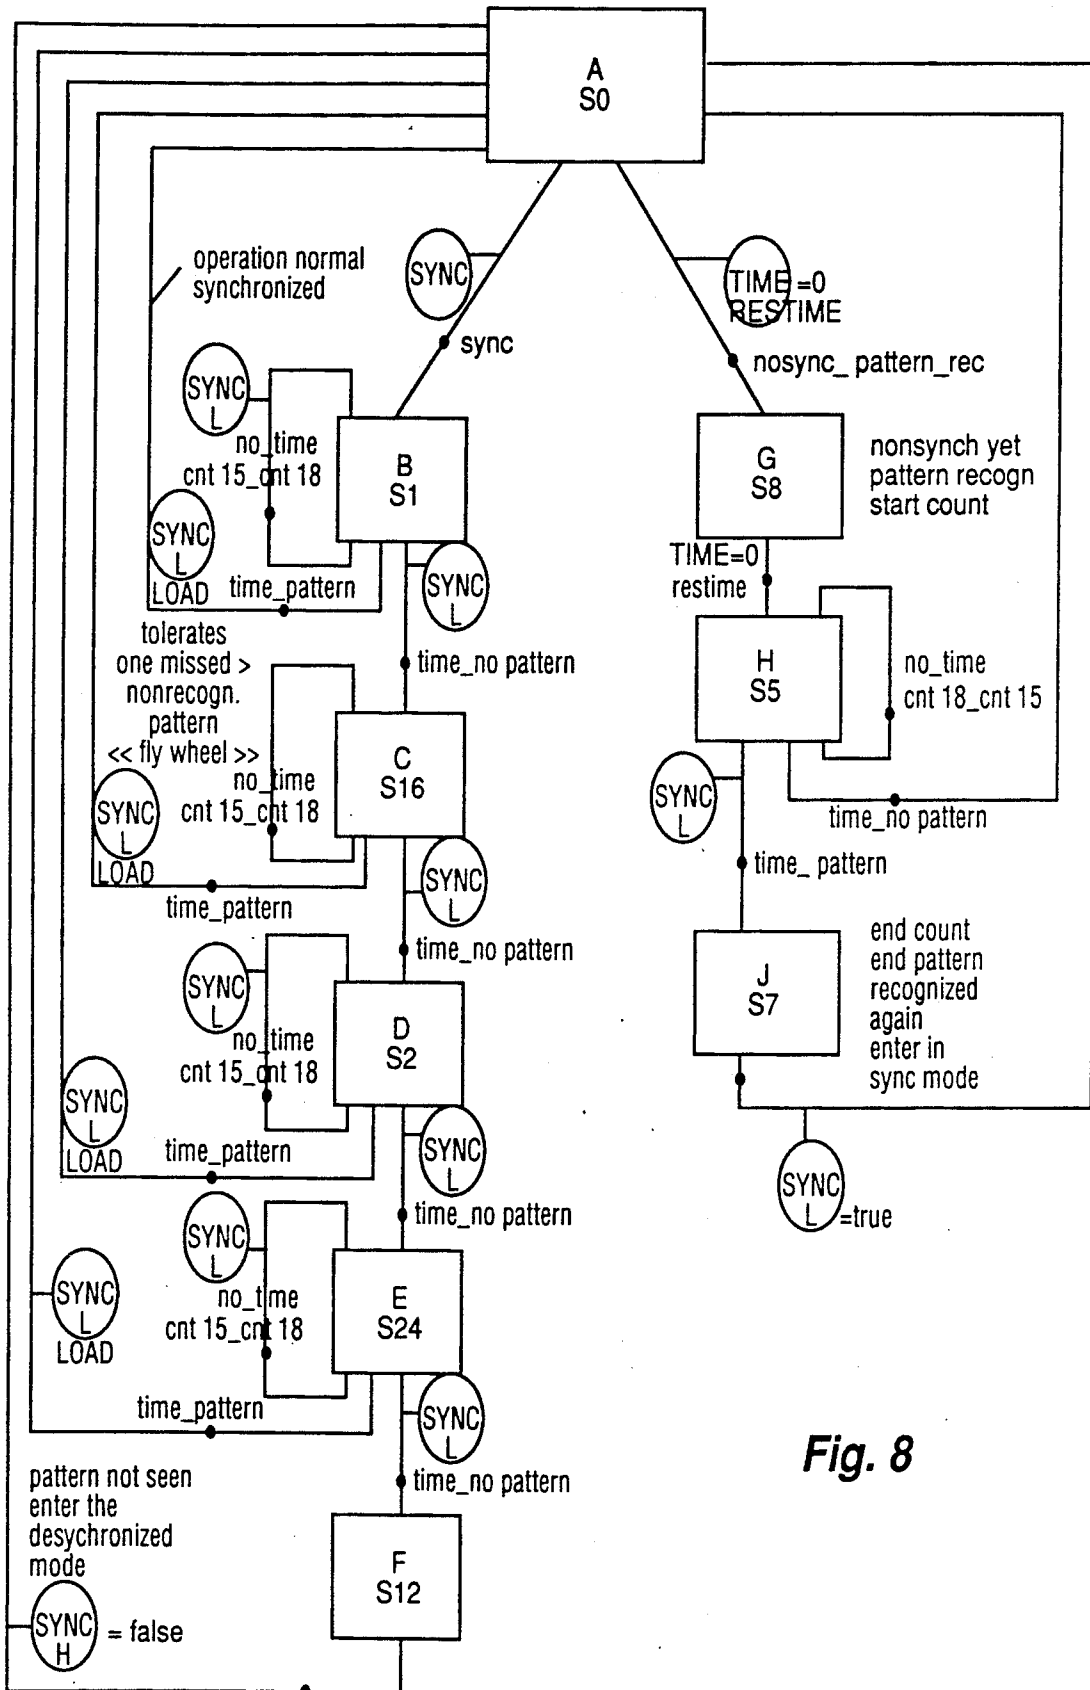 A
S0
operation normal
synchronized
SYNC
sync
TIME =0
RESTIME
nosync_ pattern_rec
SYNC
L
no_time
cnt 15_cnt 18
B
S1
G
S8
nonsynch yet
pattern recogn
start count
SYNC
L
LOAD
time_pattern
SYNC
L
TIME=0
restime
tolerates
one missed >
nonrecogn.
pattern
<< fly wheel >>
time_no pattern
H
S5
no_time
cnt 18_cnt 15
no_time
cnt 15_cnt 18
C
S16
SYNC
L
LOAD
time_pattern
SYNC
L
SYNC
L
time_no pattern
time_ pattern
time_no pattern
SYNC
L
no_time
cnt 15_cnt 18
D
S2
J
S7
end count
end pattern
recognized
again
enter in
sync mode
SYNC
L
LOAD
time_pattern
SYNC
L
SYNC
L
=true
time_no pattern
SYNC
L
no_time
cnt 15_cnt 18
E
S24
SYNC
L
LOAD
time_pattern
SYNC
L
Fig. 8
time_no pattern
pattern not seen
enter the
desychronized
mode
F
S12
SYNC
H
= false